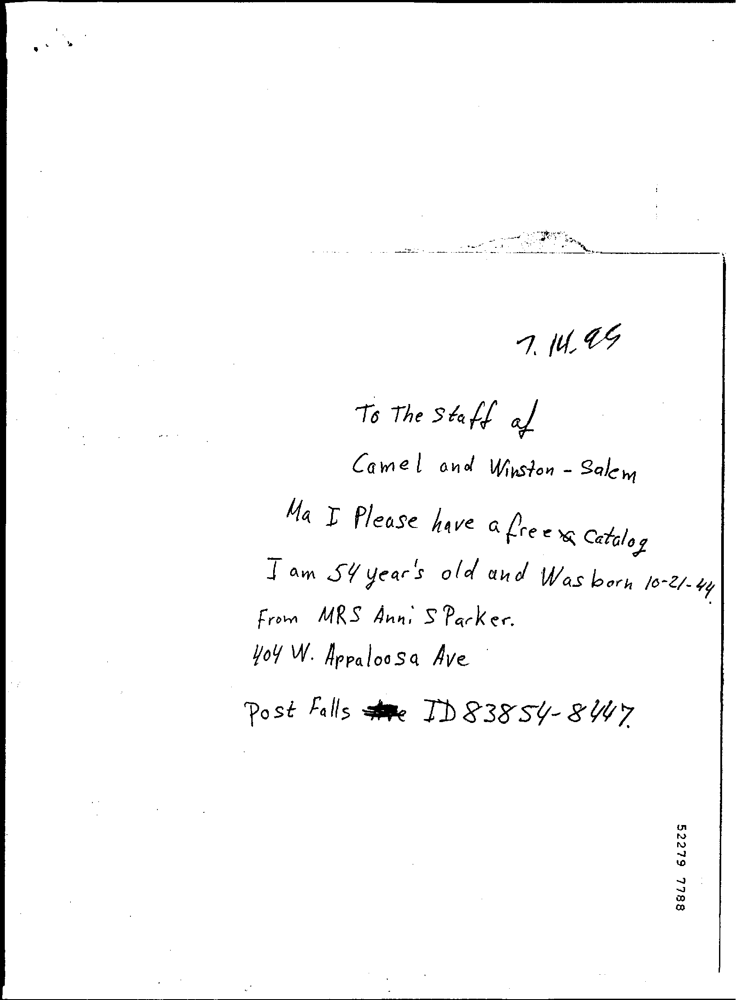 7.14.99
To The Staff of
Camel and Winston - Salem
Ma I Please have a free Catalog
I am 54 year's old and Was born 10-21-44.
From MRS Anni S Parker.
404 W. Appaloosa Ave
Post Falls ID 83854-8447.
52279 7788